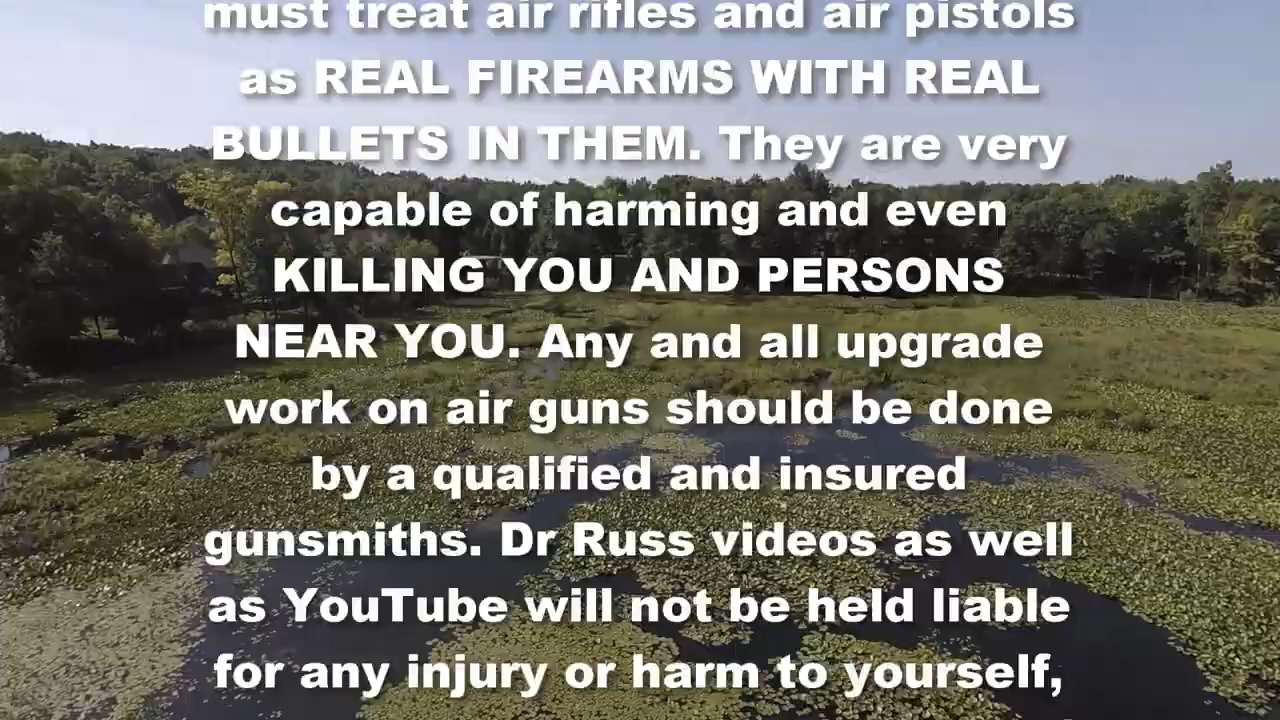 must treat air rifles and air pistols
as REAL FIREARMS WITH REAL
BULLETS IN THEM. They are very
capable of harming and even
KILLING YOU AND PERSONS
NEAR YOU. Any and all upgrade
work on air guns should be done
by a qualified and insured
gunsmiths. Dr Russ videos as well
as YouTube will not be held liable
for any injury or harm to yourself,